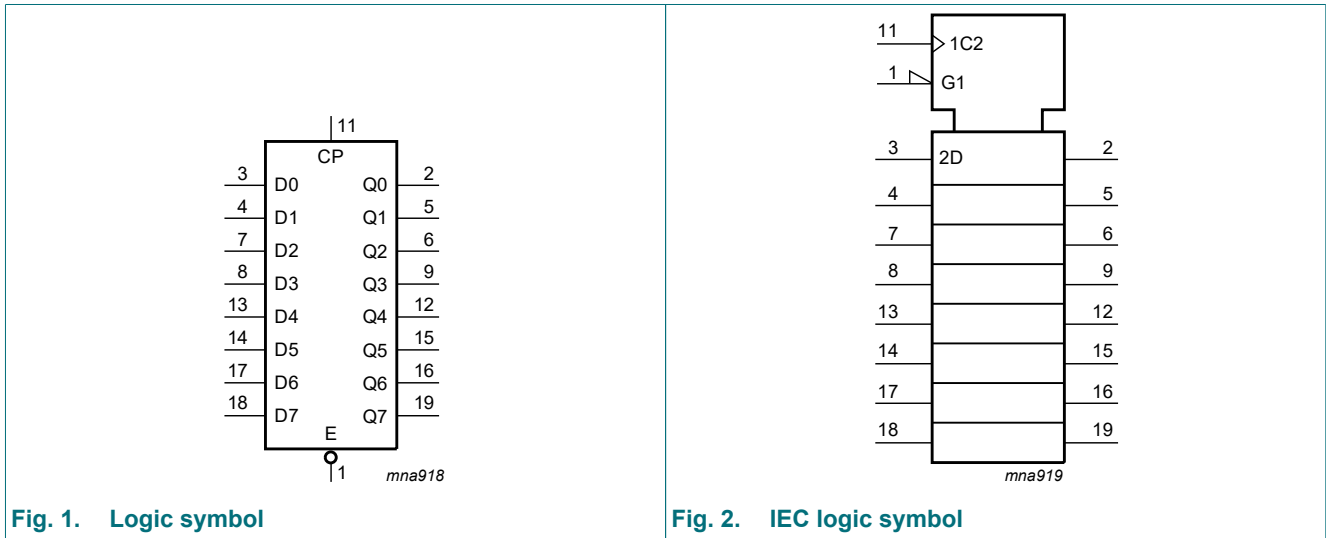 11
CP
3 D0 Q0 2
4 D1 Q1 5
7 D2 Q2 6
8 D3 Q3 9
13 D4 Q4 12
14 D5 Q5 15
17 D6 Q6 16
18 D7 Q7 19
E
1
mna918
Fig. 1. Logic symbol
11 1C2
1 G1
3 2D 2
4 5
7 6
8 9
13 12
14 15
17 16
18 19
mna919
Fig. 2. IEC logic symbol